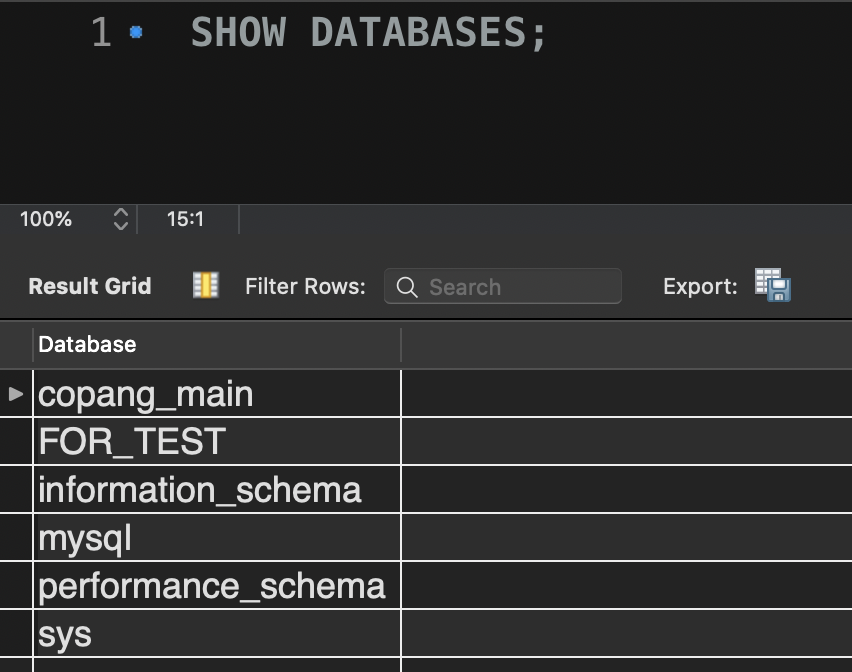 1 SHOW DATABASES;
100% 15:1
Result Grid Filter Rows: Search Export:
Database
copang_main
FOR_TEST
information_schema
mysql
performance_schema
sys